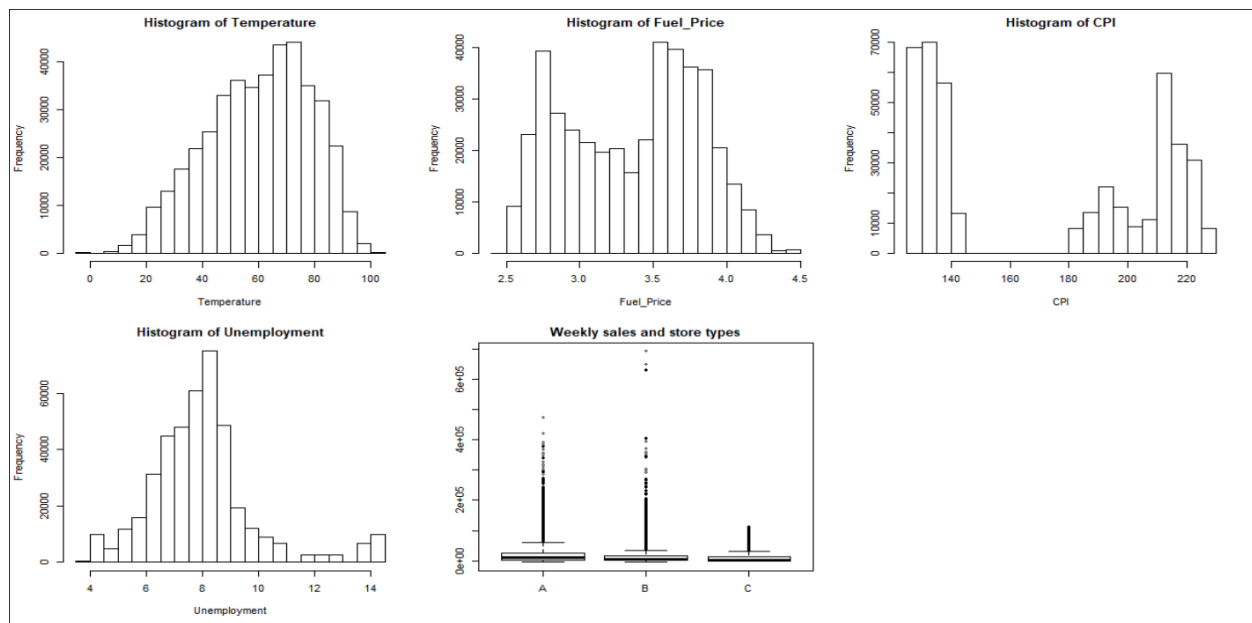 Histogram of Temperature
Frequency
0 10000 20000 30000 40000
0 20 40 60 80 100
Temperature
Histogram of Fuel_Price
Frequency
0 10000 20000 30000 40000
2.5 3.0 3.5 4.0 4.5
Fuel_Price
Histogram of CPI
Frequency
0 10000 30000 50000 70000
140 160 180 200 220
CPI
Histogram of Unemployment
Frequency
0 20000 40000 60000
4 6 8 10 12 14
Unemployment
Weekly sales and store types
0e+00 2e+05 4e+05 6e+05
A B C